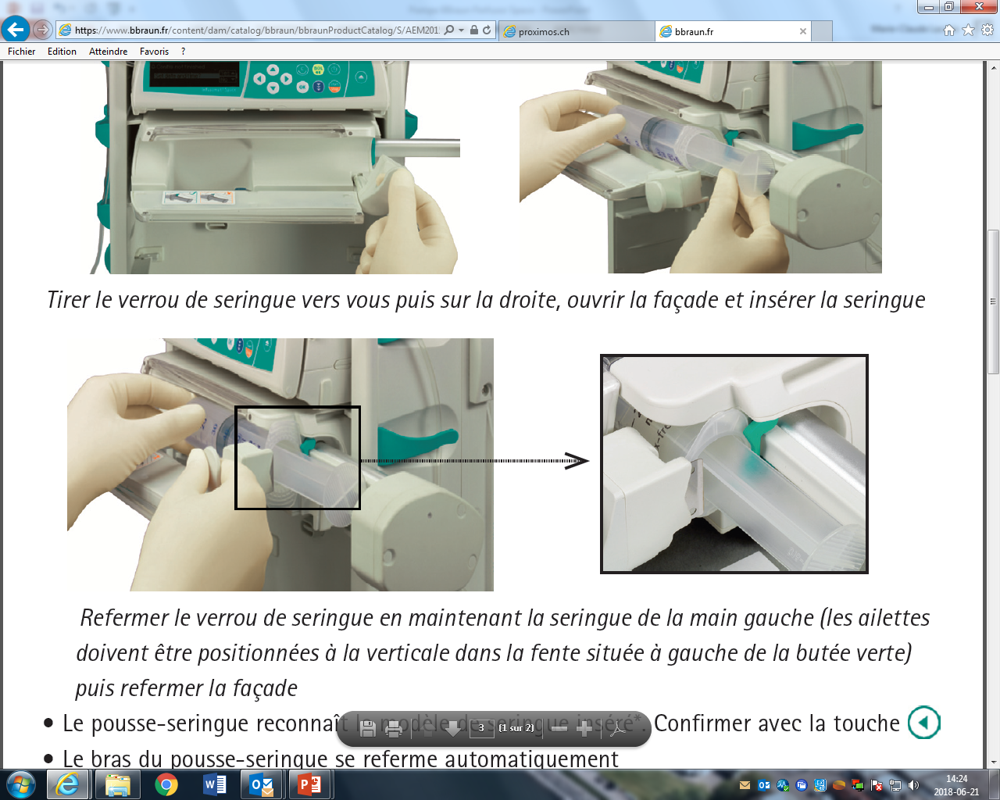 https://www.bbraun.fr/content/dam/catalog/bbraun/bbraunProductCatalog/S/AEM201
proximos.ch
bbraun.fr
Fichier Edition Atteindre Favoris ?
Tirer le verrou de seringue vers vous puis sur la droite, ouvrir la façade et insérer la seringue
Refermer le verrou de seringue en maintenant la seringue de la main gauche (les ailettes
doivent être positionnées à la verticale dans la fente située à gauche de la butée verte)
puis refermer la façade
• Le pousse-seringue reconnaît le modèle de seringue inséré*. Confirmer avec la touche
3 (1 sur 2)
• Le bras du pousse-seringue se referme automatiquement
14:24
2018-06-21